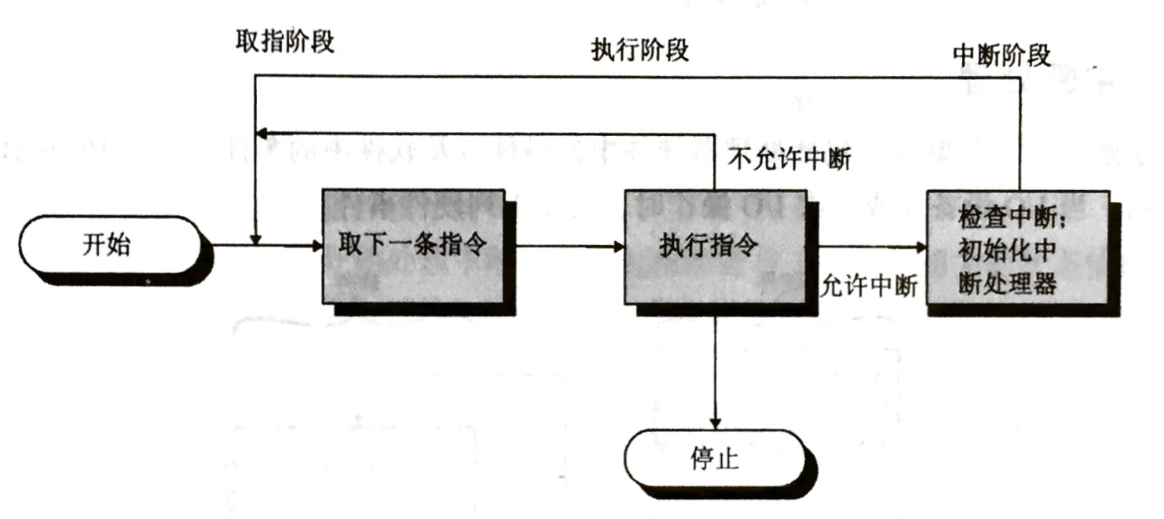 取指阶段
执行阶段
中断阶段
不允许中断
开始
取下一条指令
执行指令
允许中断
检查中断;
初始化中
断处理器
停止